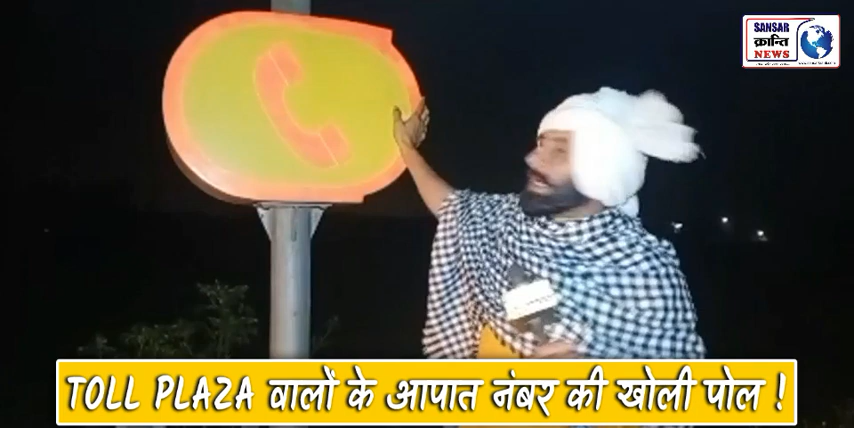 SANSAR
क्रान्ति
NEWS
TOLL PLAZA वालों के आपात नंबर की खोली पोल !